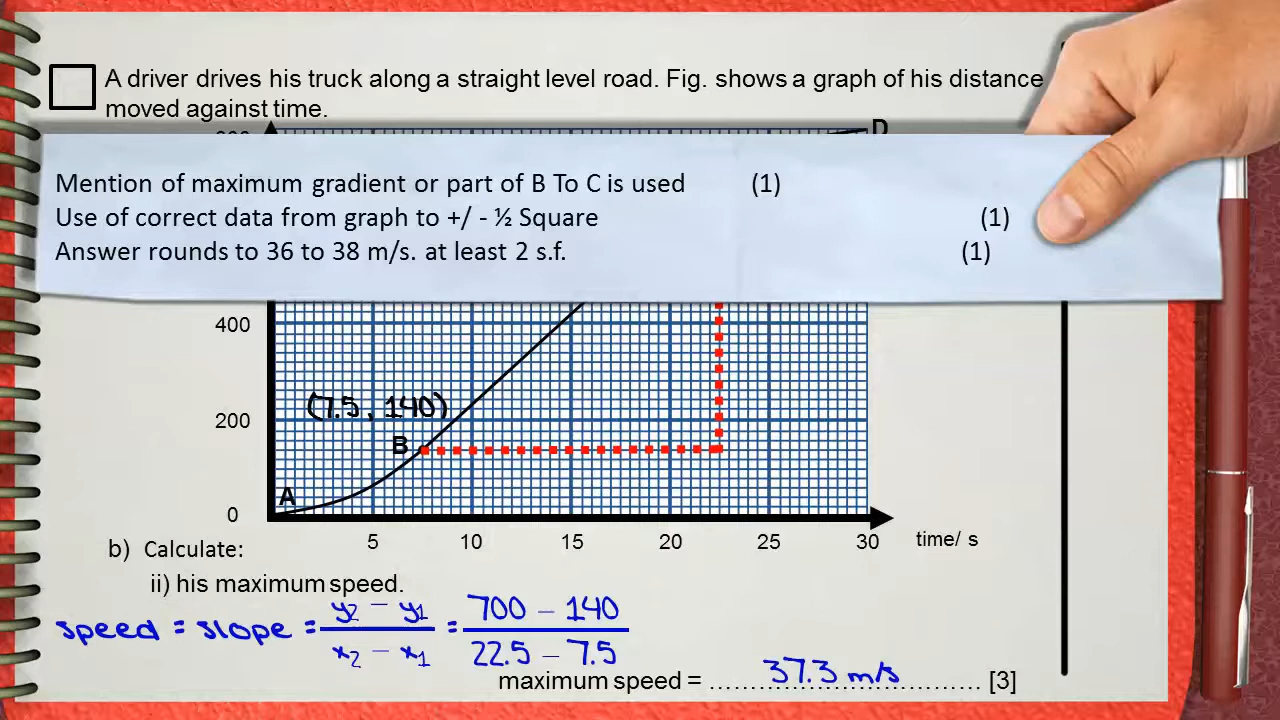 A driver drives his truck along a straight level road. Fig. shows a graph of his distance
moved against time.
D
Mention of maximum gradient or part of B To C is used (1)
Use of correct data from graph to +/ - ½ Square (1)
Answer rounds to 36 to 38 m/s. at least 2 s.f. (1)
400
(7.5, 140)
200
B
A
0
5 10 15 20 25 30 time/ s
b) Calculate:
ii) his maximum speed.
speed = slope = y2 - y1 / x2 - x1 = 700 - 140 / 22.5 - 7.5
maximum speed = ……37.3 m/s…… [3]